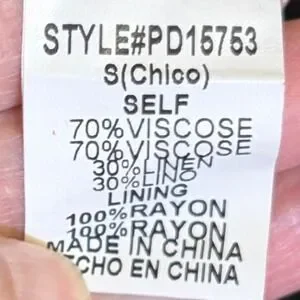 STYLE#PD15753
S(Chico)
SELF
70%VISCOSE
70%VISCOSE
30%LINEN
30%LINO
LINING
100%RAYON
100%RAYON
MADE IN CHINA
ECHO EN CHINA